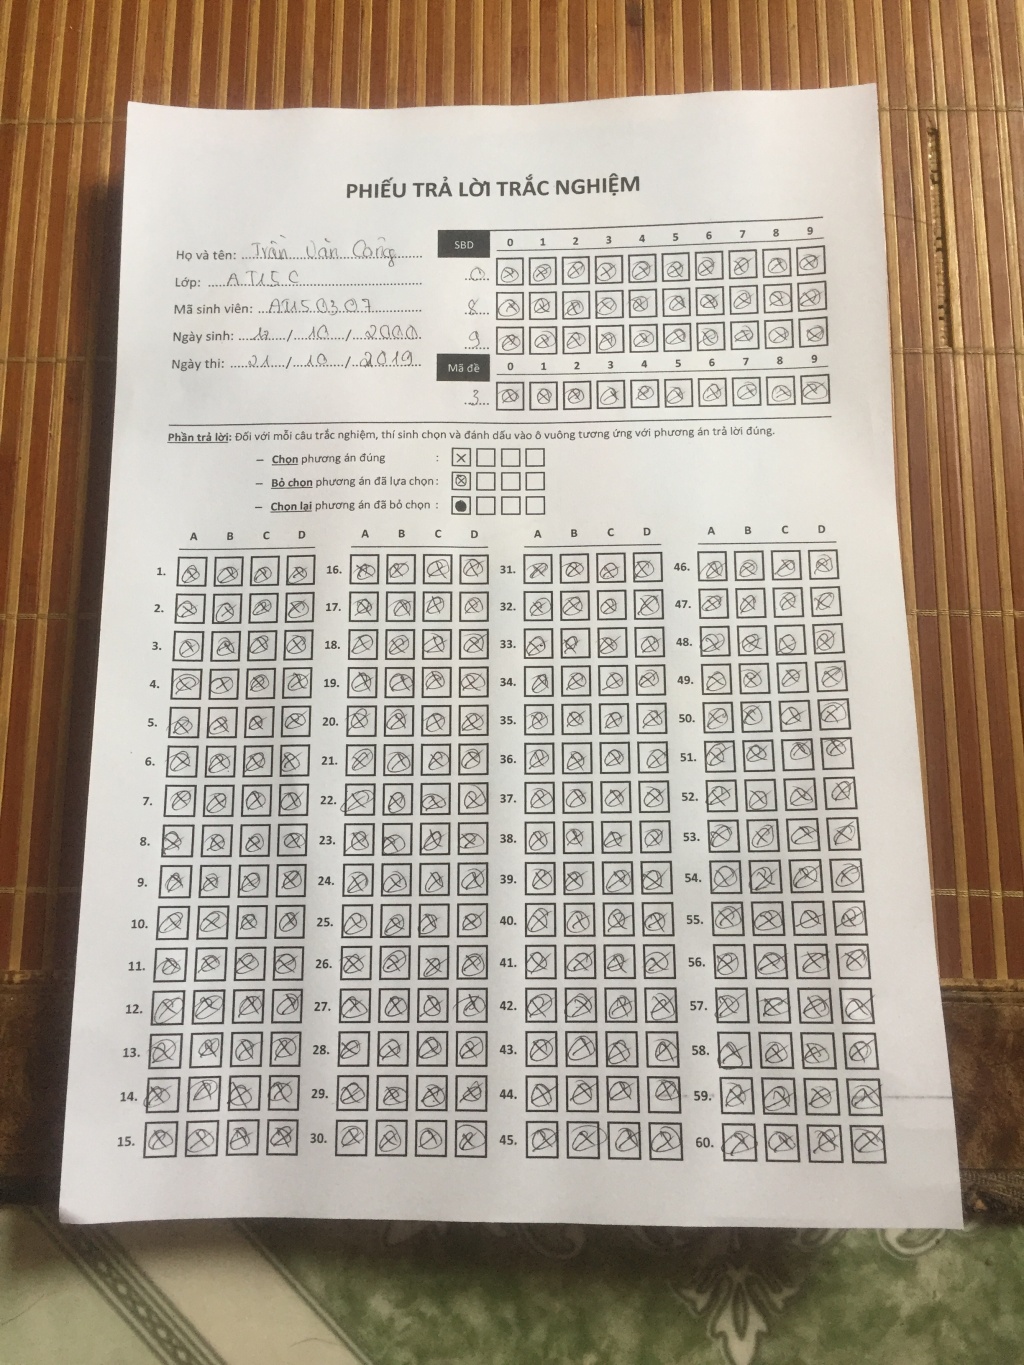 PHIẾU TRẢ LỜI TRẮC NGHIỆM
Họ và tên: Trần Văn Công
Lớp: AT15C
Mã sinh viên: AT150307
Ngày sinh: 12 / 10 / 2000
Ngày thi: 21 / 10 / 2019
SBD 0 1 2 3 4 5 6 7 8 9
0
8
9
Mã đề 0 1 2 3 4 5 6 7 8 9
3
Phần trả lời: Đối với mỗi câu trắc nghiệm, thí sinh chọn và đánh dấu vào ô vuông tương ứng với phương án trả lời đúng.
– Chọn phương án đúng :
– Bỏ chọn phương án đã lựa chọn :
– Chọn lại phương án đã bỏ chọn :
A B C D A B C D A B C D A B C D
1. 16. 31. 46.
2. 17. 32. 47.
3. 18. 33. 48.
4. 19. 34. 49.
5. 20. 35. 50.
6. 21. 36. 51.
7. 22. 37. 52.
8. 23. 38. 53.
9. 24. 39. 54.
10. 25. 40. 55.
11. 26. 41. 56.
12. 27. 42. 57.
13. 28. 43. 58.
14. 29. 44. 59.
15. 30. 45. 60.